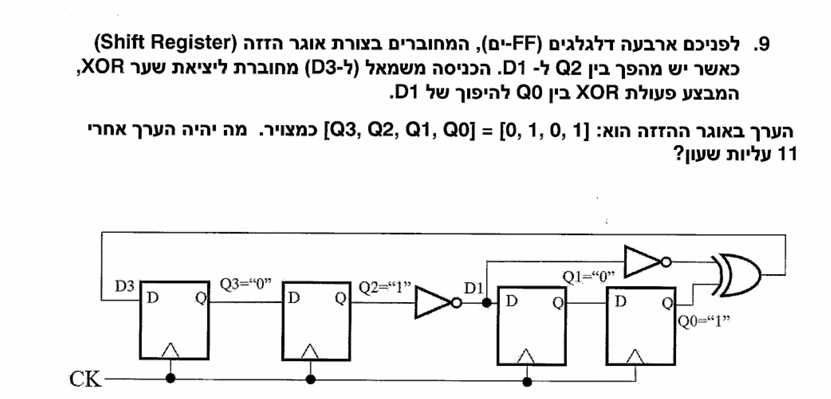 9. לפניכם ארבעה דלגלגים (FF-ים), המחוברים בצורת אוגר הזזה (Shift Register)
כאשר יש מהפך בין Q2 ל- D1. הכניסה משמאל (ל-D3) מחוברת ליציאת שער XOR,
המבצע פעולת XOR בין Q0 להיפוך של D1.
הערך באוגר ההזזה הוא: [Q3, Q2, Q1, Q0] = [0, 1, 0, 1] כמצויר. מה יהיה הערך אחרי
11 עליות שעון?
D3 D Q Q3="0" D Q Q2="1" D1 D Q Q1="0" D Q Q0="1"
CK